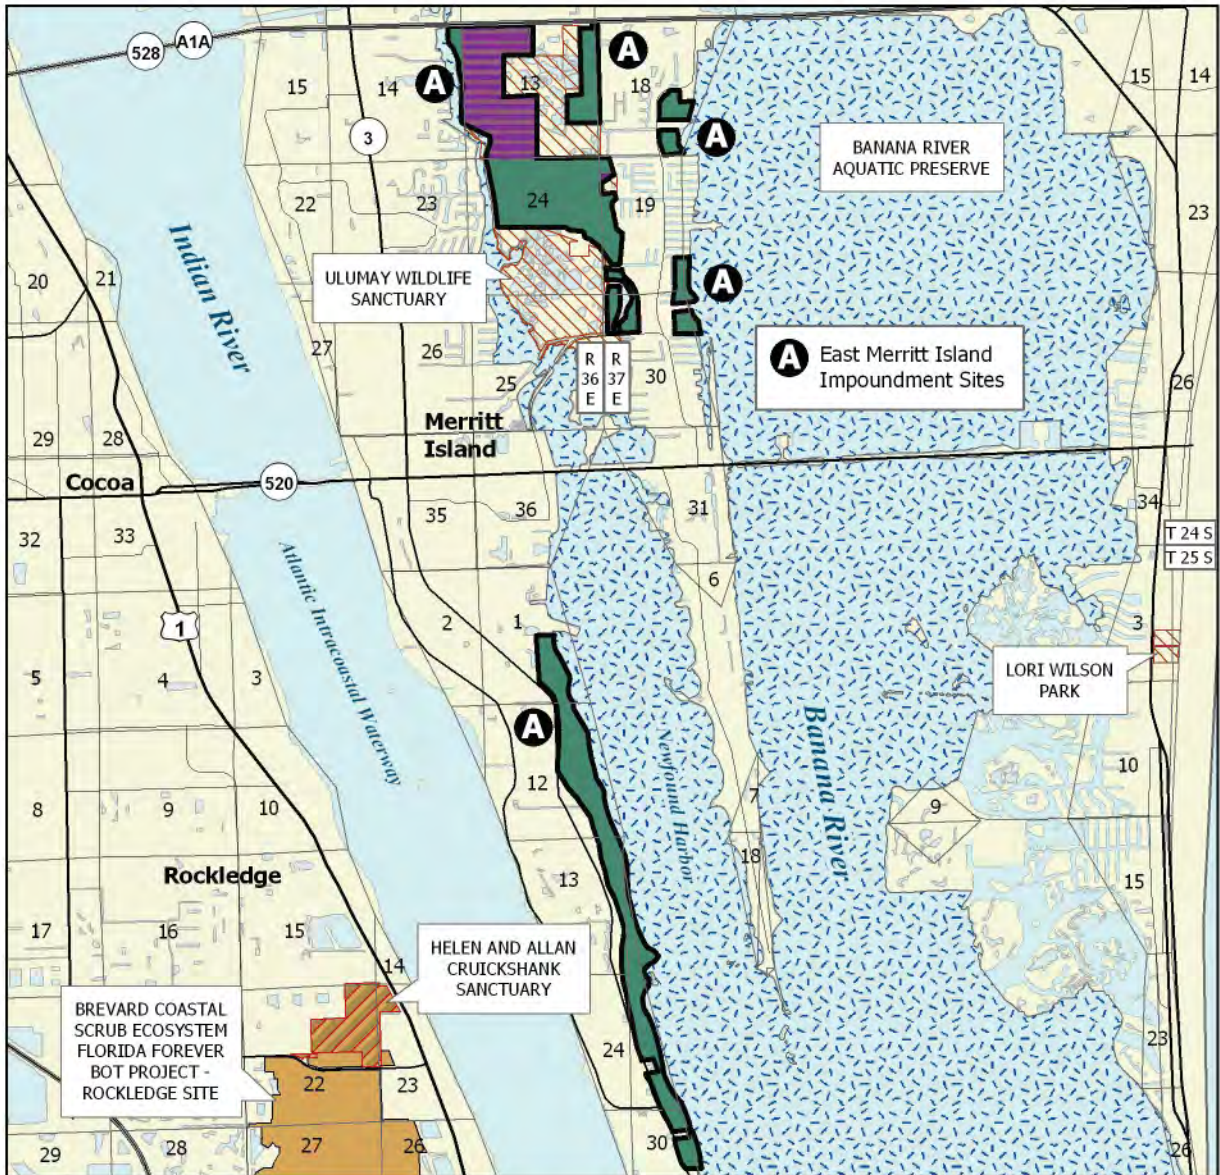 528
A1A
3
15
14
13
18
15
14
A
A
A
A
A
BANANA RIVER
AQUATIC PRESERVE
22
23
24
19
23
Indian River
20
21
ULUMAY WILDLIFE
SANCTUARY
27
26
25
R
36
E
R
37
E
30
A East Merritt Island
Impoundment Sites
26
29
28
Merritt
Island
Cocoa
520
32
33
35
36
31
34
T 24 S
T 25 S
Atlantic Intracoastal Waterway
1
2
1
6
3
5
4
3
LORI WILSON
PARK
Newfound Harbor
Banana River
12
7
10
8
9
10
9
18
Rockledge
13
15
17
16
15
14
HELEN AND ALLAN
CRUICKSHANK
SANCTUARY
BREVARD COASTAL
SCRUB ECOSYSTEM
FLORIDA FOREVER
BOT PROJECT -
ROCKLEDGE SITE
22
23
24
23
29
28
27
26
30
26